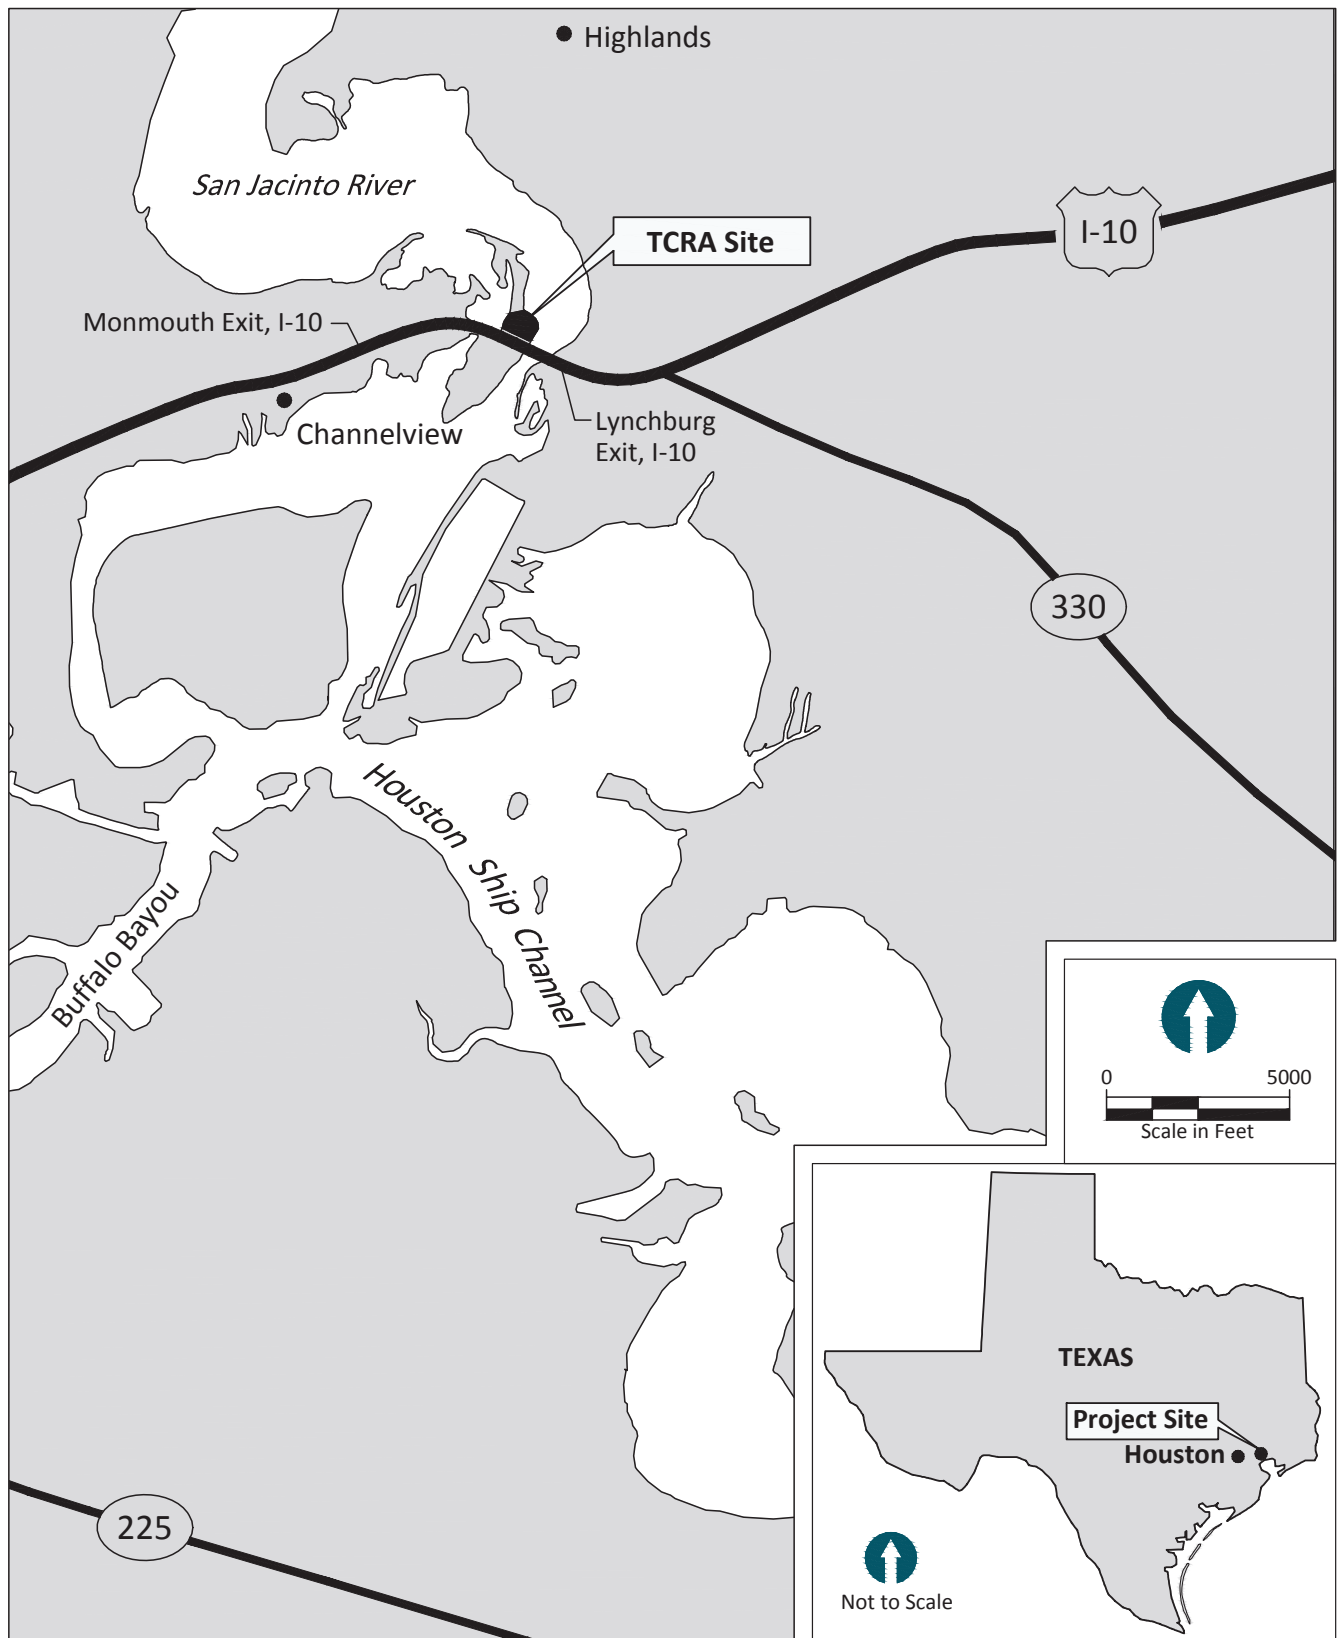 Highlands
San Jacinto River
TCRA Site
I-10
Monmouth Exit, I-10
Lynchburg
Exit, I-10
Channelview
330
Houston Ship Channel
Buffalo Bayou
0 5000
Scale in Feet
TEXAS
Project Site
Houston
225
Not to Scale